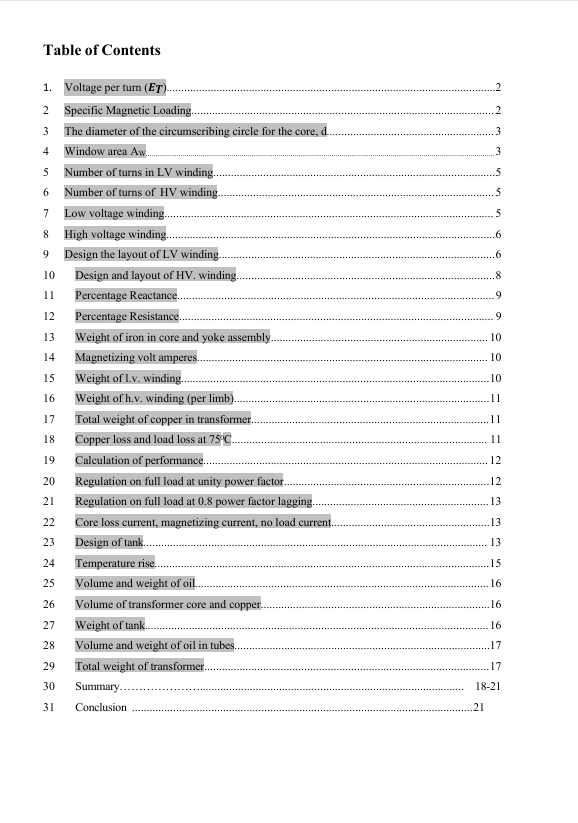 Table of Contents
1. Voltage per turn (E_T)..........2
2 Specific Magnetic Loading..........2
3 The diameter of the circumscribing circle for the core, d..........3
4 Window area Aw..........3
5 Number of turns in LV winding..........5
6 Number of turns of HV winding..........5
7 Low voltage winding..........5
8 High voltage winding..........6
9 Design the layout of LV winding..........6
10 Design and layout of HV. winding..........8
11 Percentage Reactance..........9
12 Percentage Resistance..........9
13 Weight of iron in core and yoke assembly..........10
14 Magnetizing volt amperes..........10
15 Weight of l.v. winding..........10
16 Weight of h.v. winding (per limb)..........11
17 Total weight of copper in transformer..........11
18 Copper loss and load loss at 75⁰C..........11
19 Calculation of performance..........12
20 Regulation on full load at unity power factor..........12
21 Regulation on full load at 0.8 power factor lagging..........13
22 Core loss current, magnetizing current, no load current..........13
23 Design of tank..........13
24 Temperature rise..........15
25 Volume and weight of oil..........16
26 Volume of transformer core and copper..........16
27 Weight of tank..........16
28 Volume and weight of oil in tubes..........17
29 Total weight of transformer..........17
30 Summary..........18-21
31 Conclusion ..........21